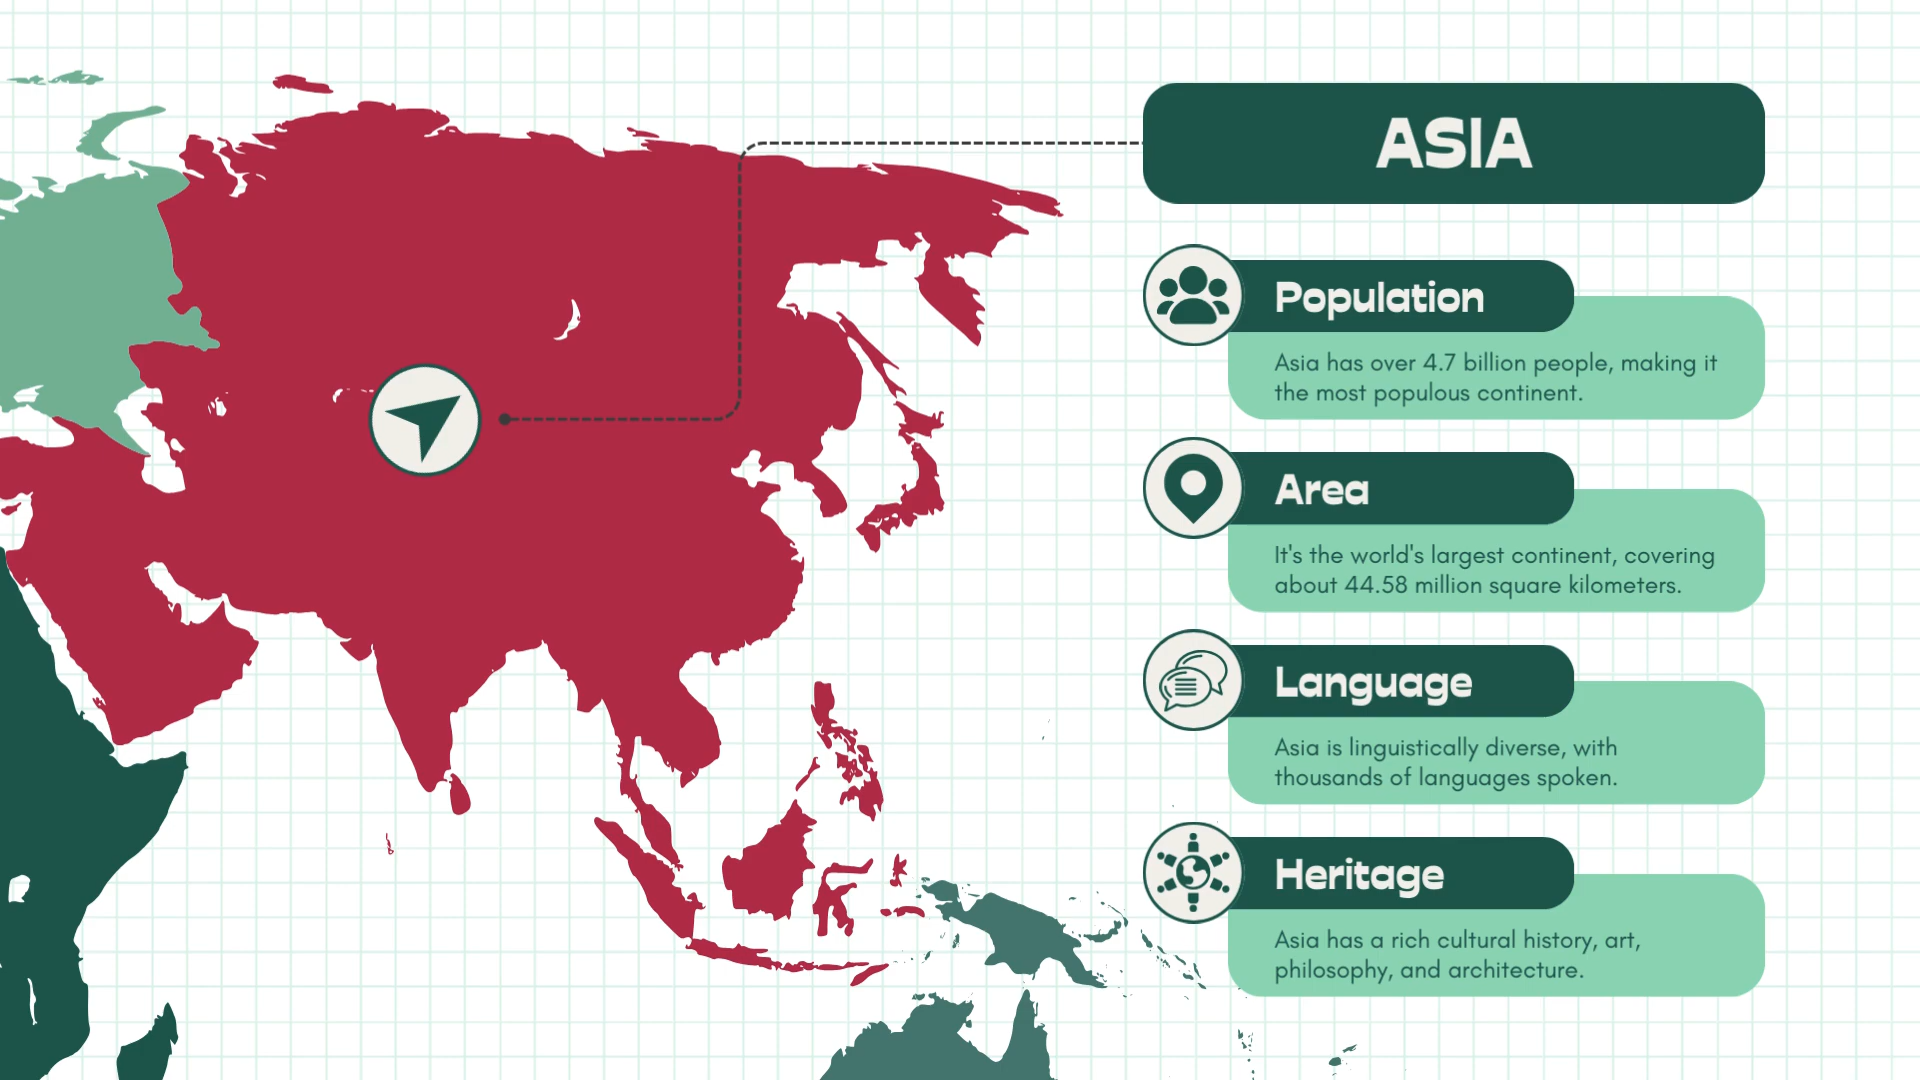 ASIA
Population
Asia has over 4.7 billion people, making it
the most populous continent.
Area
It's the world's largest continent, covering
about 44.58 million square kilometers.
Language
Asia is linguistically diverse, with
thousands of languages spoken.
Heritage
Asia has a rich cultural history, art,
philosophy, and architecture.